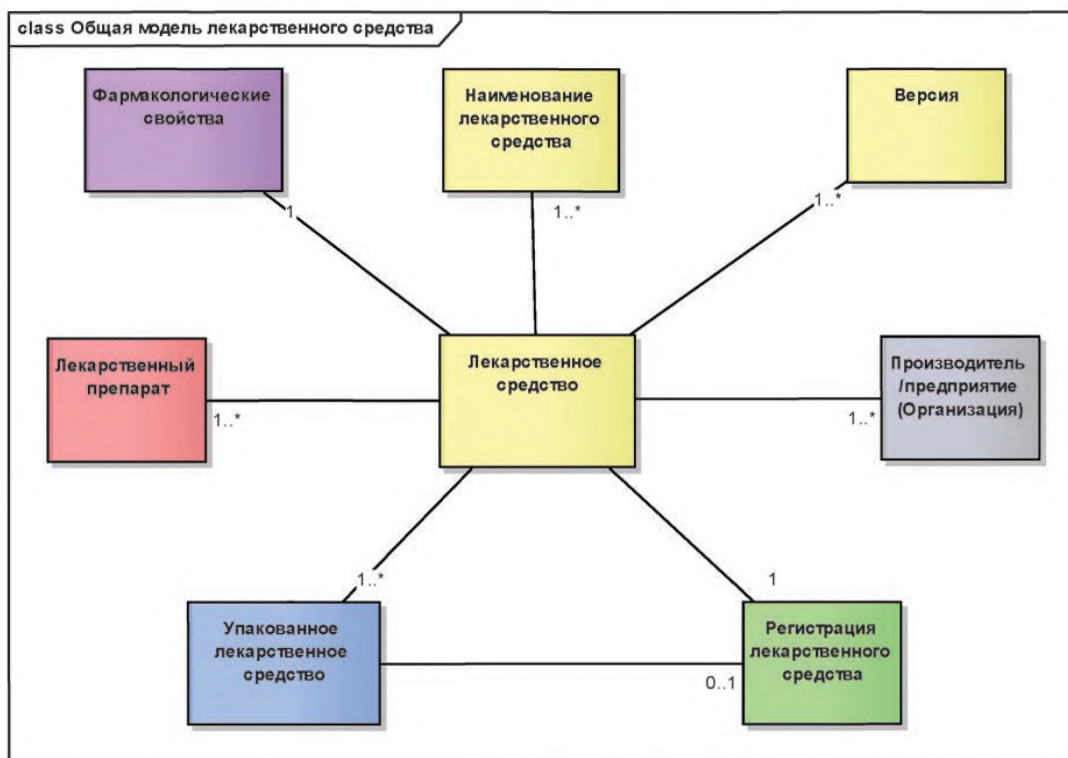 class Общая модель лекарственного средства
Фармакологические
свойства
Наименование
лекарственного
средства
Версия
1
1..*
1..*
Лекарственный
препарат
Лекарственное
средство
Производитель
/предприятие
(Организация)
1..*
1..*
1..*
1
Упакованное
лекарственное
средство
Регистрация
лекарственного
средства
0..1